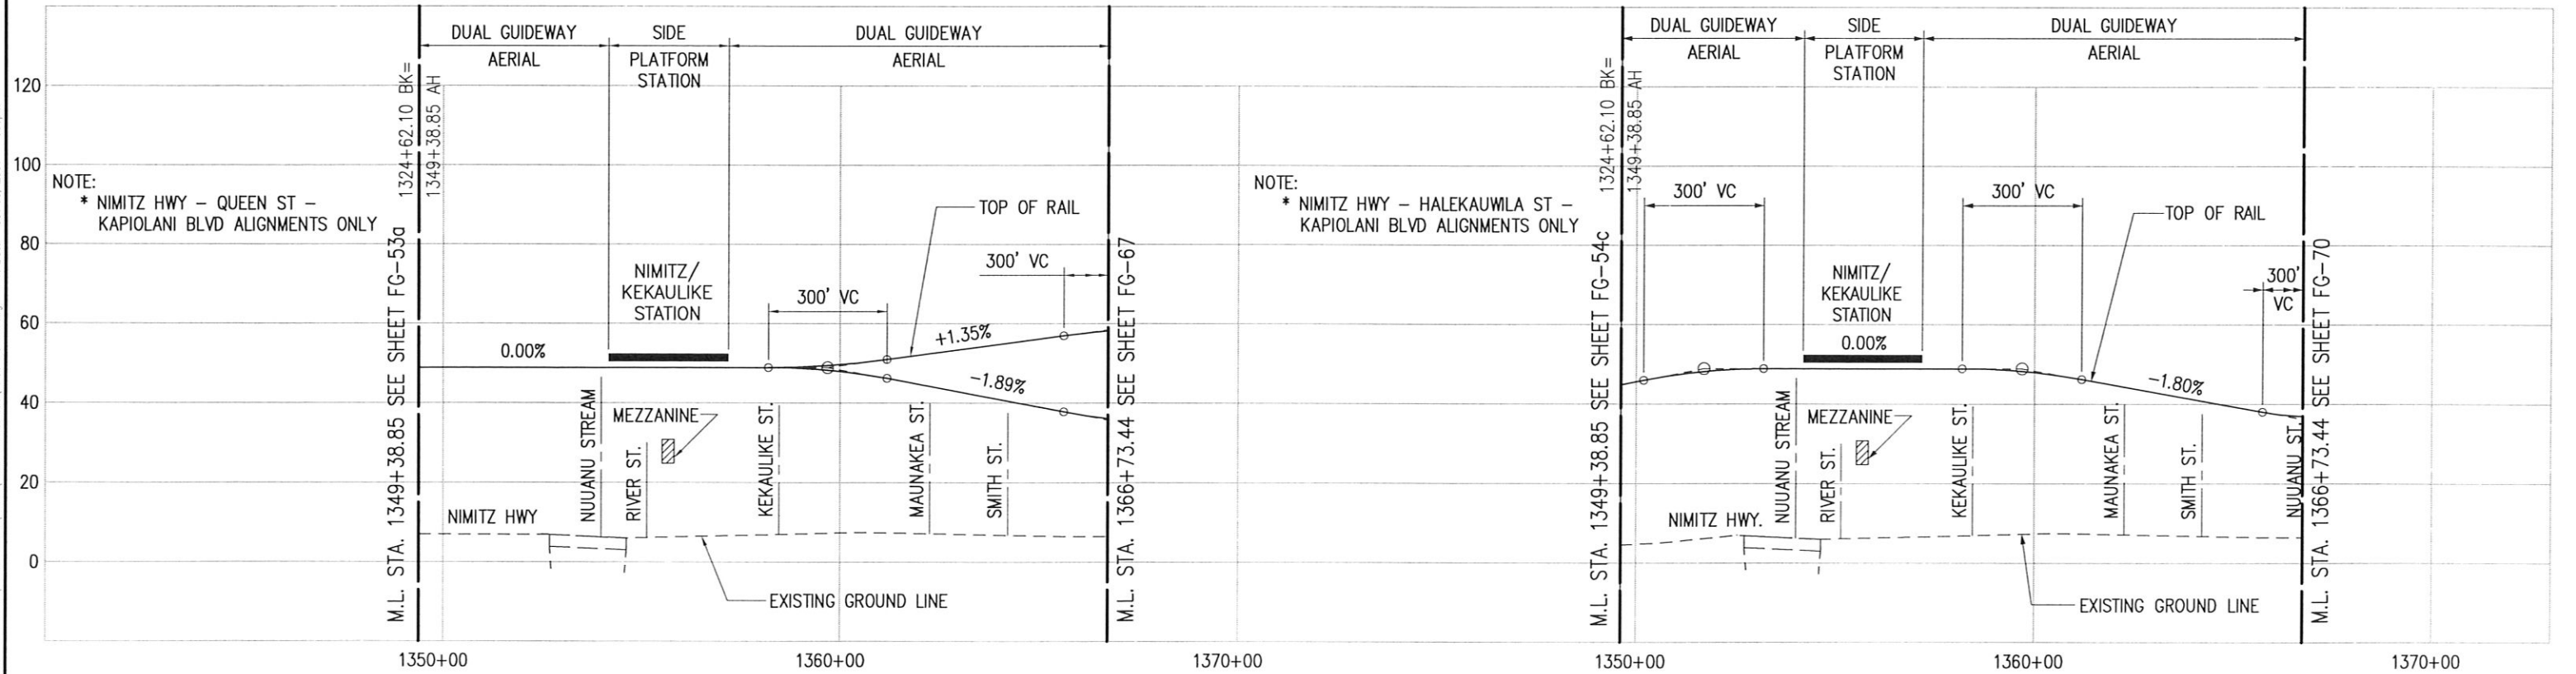 DUAL GUIDEWAY
AERIAL
SIDE
PLATFORM
STATION
DUAL GUIDEWAY
AERIAL
120
100
80
60
40
20
0
NOTE:
* NIMITZ HWY – QUEEN ST –
KAPIOLANI BLVD ALIGNMENTS ONLY
1324+62.10 BK=
1349+38.85 AH
M.L. STA. 1349+38.85 SEE SHEET FG-53a
0.00%
NIMITZ/
KEKAULIKE
STATION
300' VC
TOP OF RAIL
300' VC
+1.35%
-1.89%
NUUANU STREAM
RIVER ST.
MEZZANINE
KEKAULIKE ST.
MAUNAKEA ST.
SMITH ST.
NIMITZ HWY
EXISTING GROUND LINE
M.L. STA. 1366+73.44 SEE SHEET FG-67
1350+00
1360+00
1370+00
DUAL GUIDEWAY
AERIAL
SIDE
PLATFORM
STATION
DUAL GUIDEWAY
AERIAL
NOTE:
* NIMITZ HWY – HALEKAUWILA ST –
KAPIOLANI BLVD ALIGNMENTS ONLY
1324+62.10 BK=
1349+38.85 AH
M.L. STA. 1349+38.85 SEE SHEET FG-54c
300' VC
NIMITZ/
KEKAULIKE
STATION
0.00%
300' VC
TOP OF RAIL
300'
VC
-1.80%
NUUANU STREAM
RIVER ST.
MEZZANINE
KEKAULIKE ST.
MAUNAKEA ST.
SMITH ST.
NUUANU ST.
NIMITZ HWY.
EXISTING GROUND LINE
M.L. STA. 1366+73.44 SEE SHEET FG-70
1350+00
1360+00
1370+00